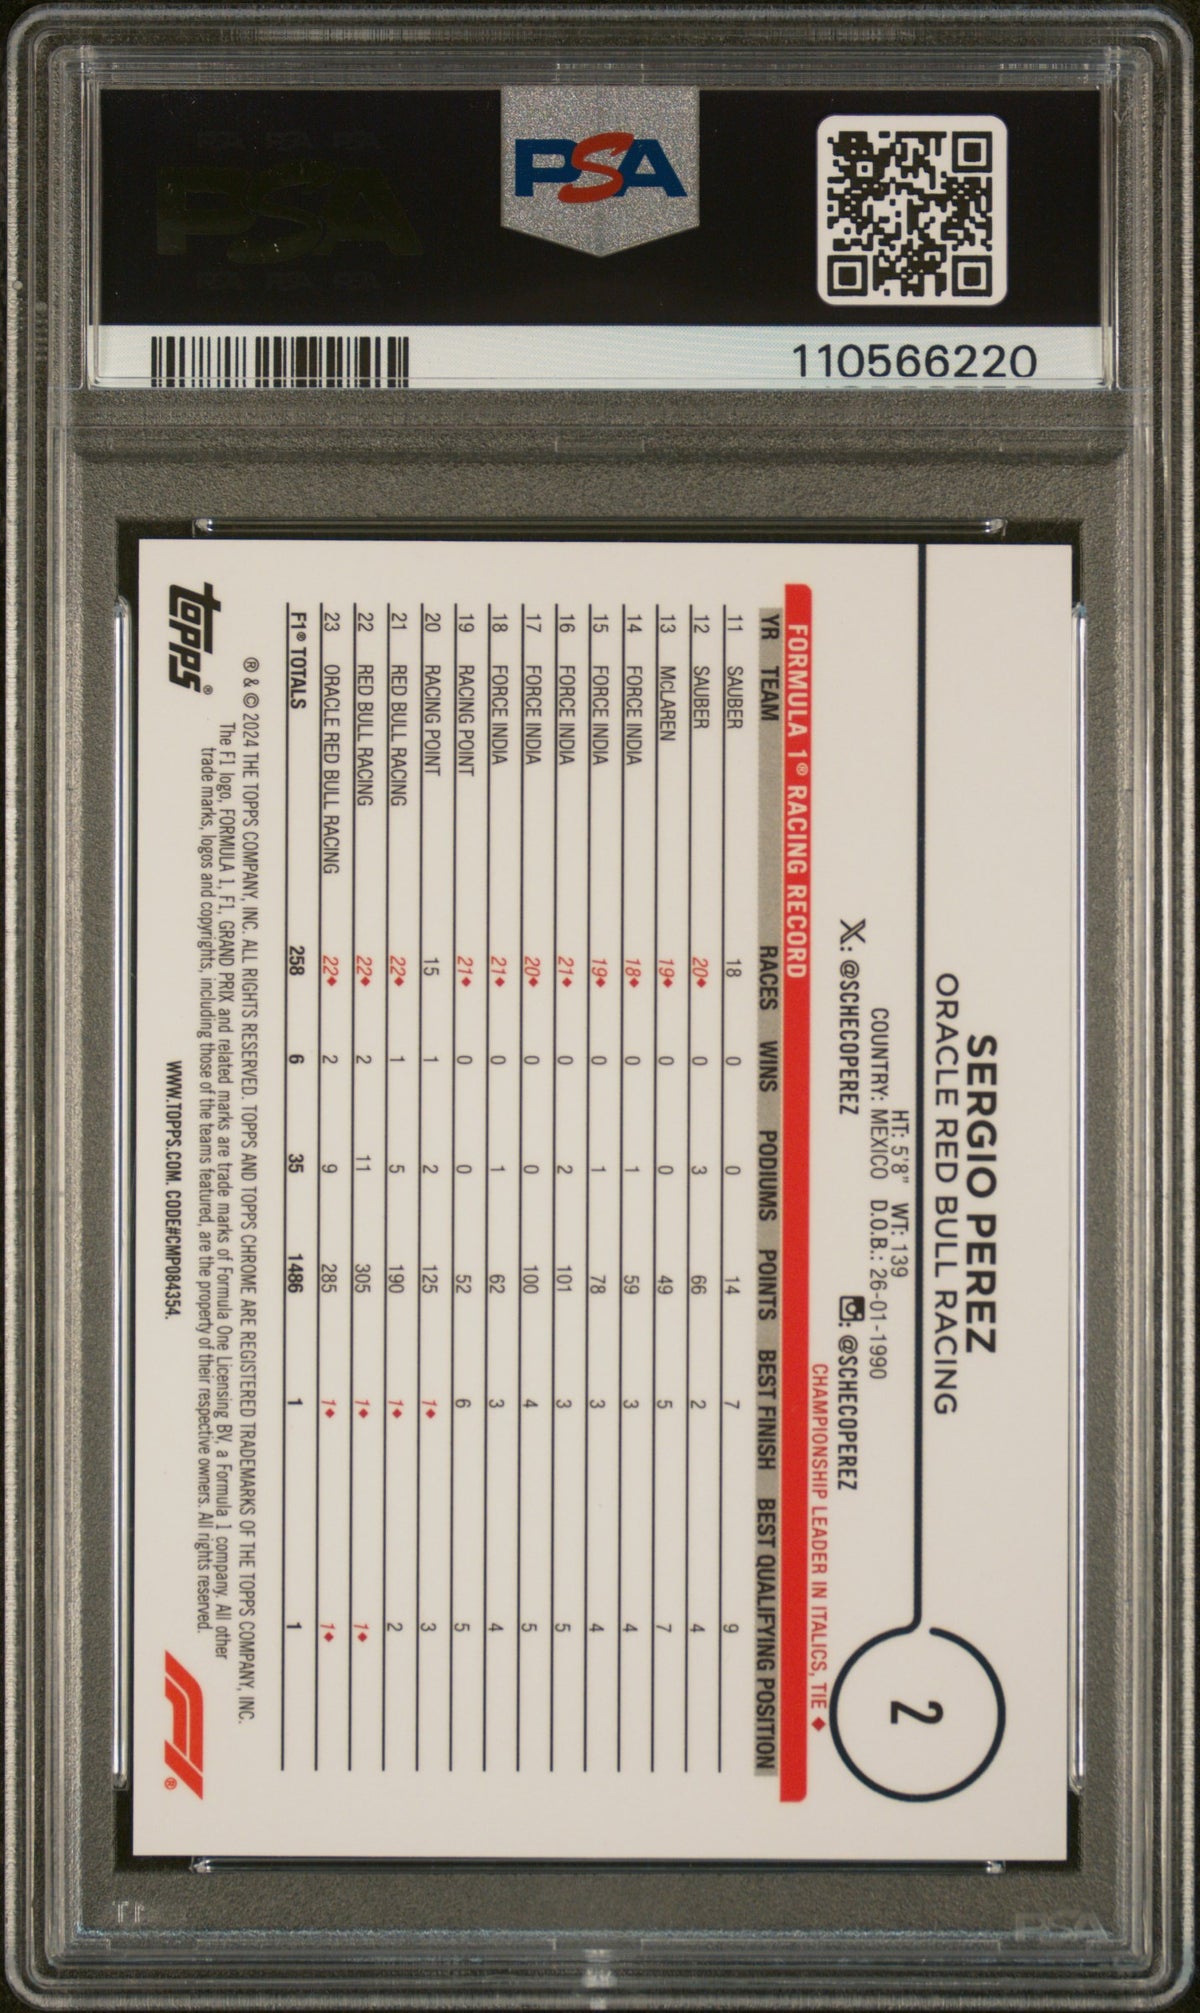 PSA
PSA PSA PSA
PSA
PSA PSA PSA
110566220
2
SERGIO PEREZ
ORACLE RED BULL RACING
HT: 5'8" WT: 139
COUNTRY: MEXICO D.O.B.: 26-01-1990
X: @SCHECOPEREZ @SCHECOPEREZ
CHAMPIONSHIP LEADER IN ITALICS, TIE ♦
FORMULA 1® RACING RECORD
YR TEAM RACES WINS PODIUMS POINTS BEST FINISH BEST QUALIFYING POSITION
11 SAUBER 18 0 0 14 7 9
12 SAUBER 20♦ 0 3 66 2 4
13 McLAREN 19♦ 0 0 49 5 7
14 FORCE INDIA 18♦ 0 1 59 3 4
15 FORCE INDIA 19♦ 0 1 78 3 4
16 FORCE INDIA 21♦ 0 2 101 3 5
17 FORCE INDIA 20♦ 0 0 100 4 5
18 FORCE INDIA 21♦ 0 1 62 3 4
19 RACING POINT 21♦ 0 0 52 6 5
20 RACING POINT 15 1 2 125 1♦ 3
21 RED BULL RACING 22♦ 1 5 190 1♦ 2
22 RED BULL RACING 22♦ 2 11 305 1♦ 1♦
23 ORACLE RED BULL RACING 22♦ 2 9 285 1♦ 1♦
F1® TOTALS 258 6 35 1486 1 1
® & © 2024 THE TOPPS COMPANY, INC. ALL RIGHTS RESERVED. TOPPS AND TOPPS CHROME ARE REGISTERED TRADEMARKS OF THE TOPPS COMPANY, INC.
The F1 logo, FORMULA 1, F1, GRAND PRIX and related marks are trade marks of Formula One Licensing BV, a Formula 1 company. All other
trade marks, logos and copyrights, including those of the teams featured, are the property of their respective owners. All rights reserved.
WWW.TOPPS.COM. CODE#CMP084354.
topps®
F1®
PSA